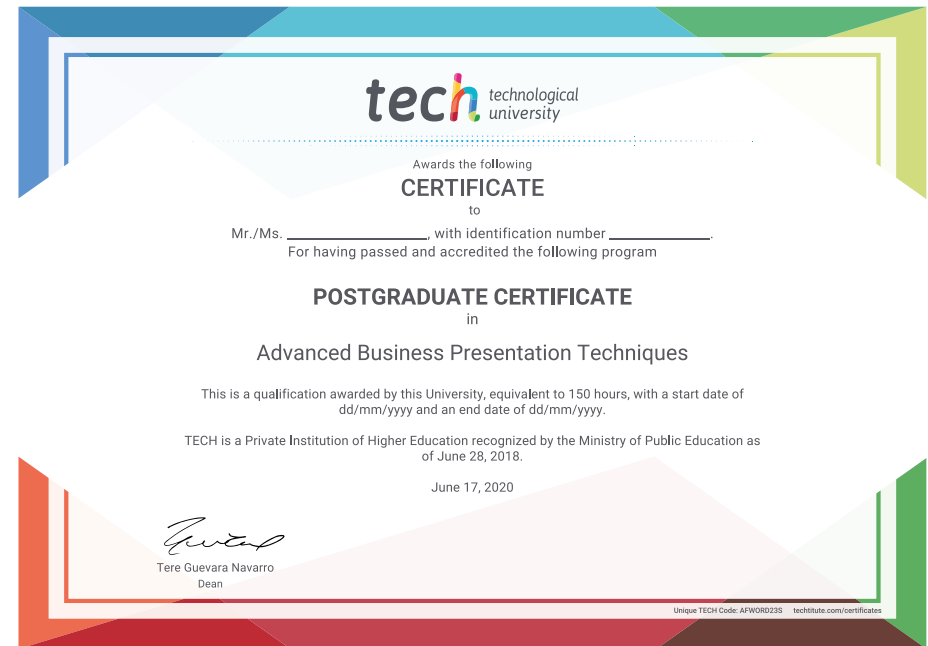 tech technological
university
Awards the following
CERTIFICATE
to
Mr./Ms. ____________________, with identification number ______________.
For having passed and accredited the following program
POSTGRADUATE CERTIFICATE
in
Advanced Business Presentation Techniques
This is a qualification awarded by this University, equivalent to 150 hours, with a start date of
dd/mm/yyyy and an end date of dd/mm/yyyy.
TECH is a Private Institution of Higher Education recognized by the Ministry of Public Education as
of June 28, 2018.
June 17, 2020
Tere Guevara Navarro
Dean
Unique TECH Code: AFWORD23S techtitute.com/certificates